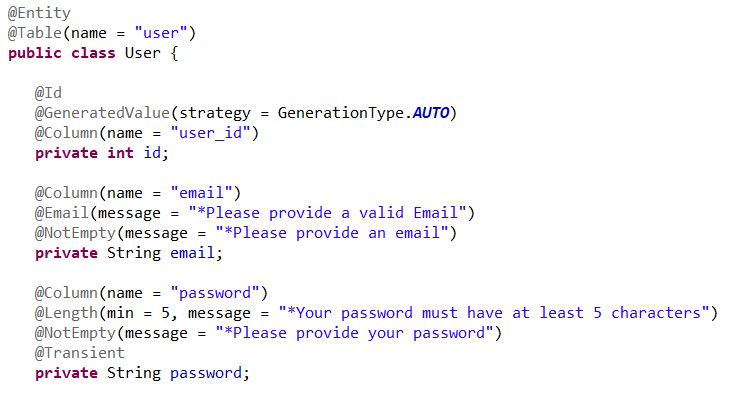 @Entity
@Table(name = "user")
public class User {
@Id
@GeneratedValue(strategy = GenerationType.AUTO)
@Column(name = "user_id")
private int id;
@Column(name = "email")
@Email(message = "*Please provide a valid Email")
@NotEmpty(message = "*Please provide an email")
private String email;
@Column(name = "password")
@Length(min = 5, message = "*Your password must have at least 5 characters")
@NotEmpty(message = "*Please provide your password")
@Transient
private String password;